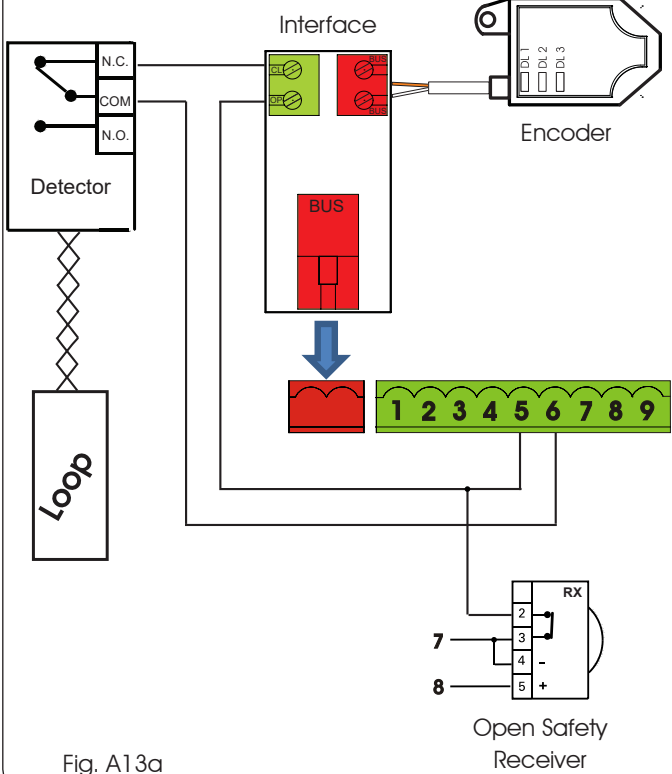 Interface
N.C.
COM
N.O.
Detector
CL
OP
BUS
BUS
BUS
DL 1
DL 2
DL 3
Encoder
Loop
1 2 3 4 5 6 7 8 9
RX
2
3
4 -
5 +
7
8
Open Safety
Receiver
Fig. A13a